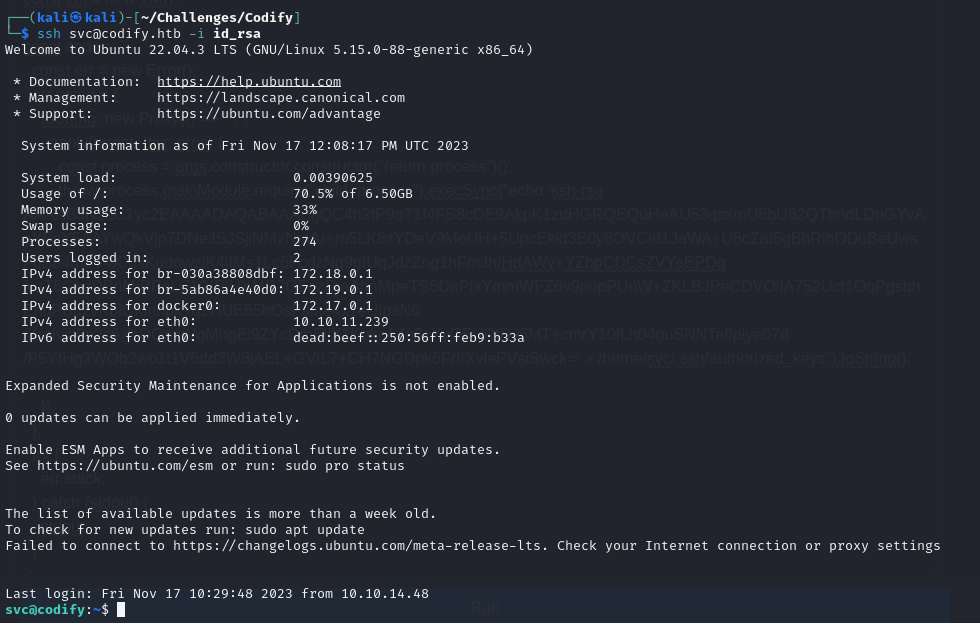 ┌──(kali㉿kali)-[~/Challenges/Codify]
└─$ ssh svc@codify.htb -i id_rsa
Welcome to Ubuntu 22.04.3 LTS (GNU/Linux 5.15.0-88-generic x86_64)
* Documentation: https://help.ubuntu.com
* Management: https://landscape.canonical.com
* Support: https://ubuntu.com/advantage
System information as of Fri Nov 17 12:08:17 PM UTC 2023
System load: 0.00390625
Usage of /: 70.5% of 6.50GB
Memory usage: 33%
Swap usage: 0%
Processes: 274
Users logged in: 2
IPv4 address for br-030a38808dbf: 172.18.0.1
IPv4 address for br-5ab86a4e40d0: 172.19.0.1
IPv4 address for docker0: 172.17.0.1
IPv4 address for eth0: 10.10.11.239
IPv6 address for eth0: dead:beef::250:56ff:feb9:b33a
Expanded Security Maintenance for Applications is not enabled.
0 updates can be applied immediately.
Enable ESM Apps to receive additional future security updates.
See https://ubuntu.com/esm or run: sudo pro status
The list of available updates is more than a week old.
To check for new updates run: sudo apt update
Failed to connect to https://changelogs.ubuntu.com/meta-release-lts. Check your Internet connection or proxy settings
Last login: Fri Nov 17 10:29:48 2023 from 10.10.14.48
svc@codify:~$
Run